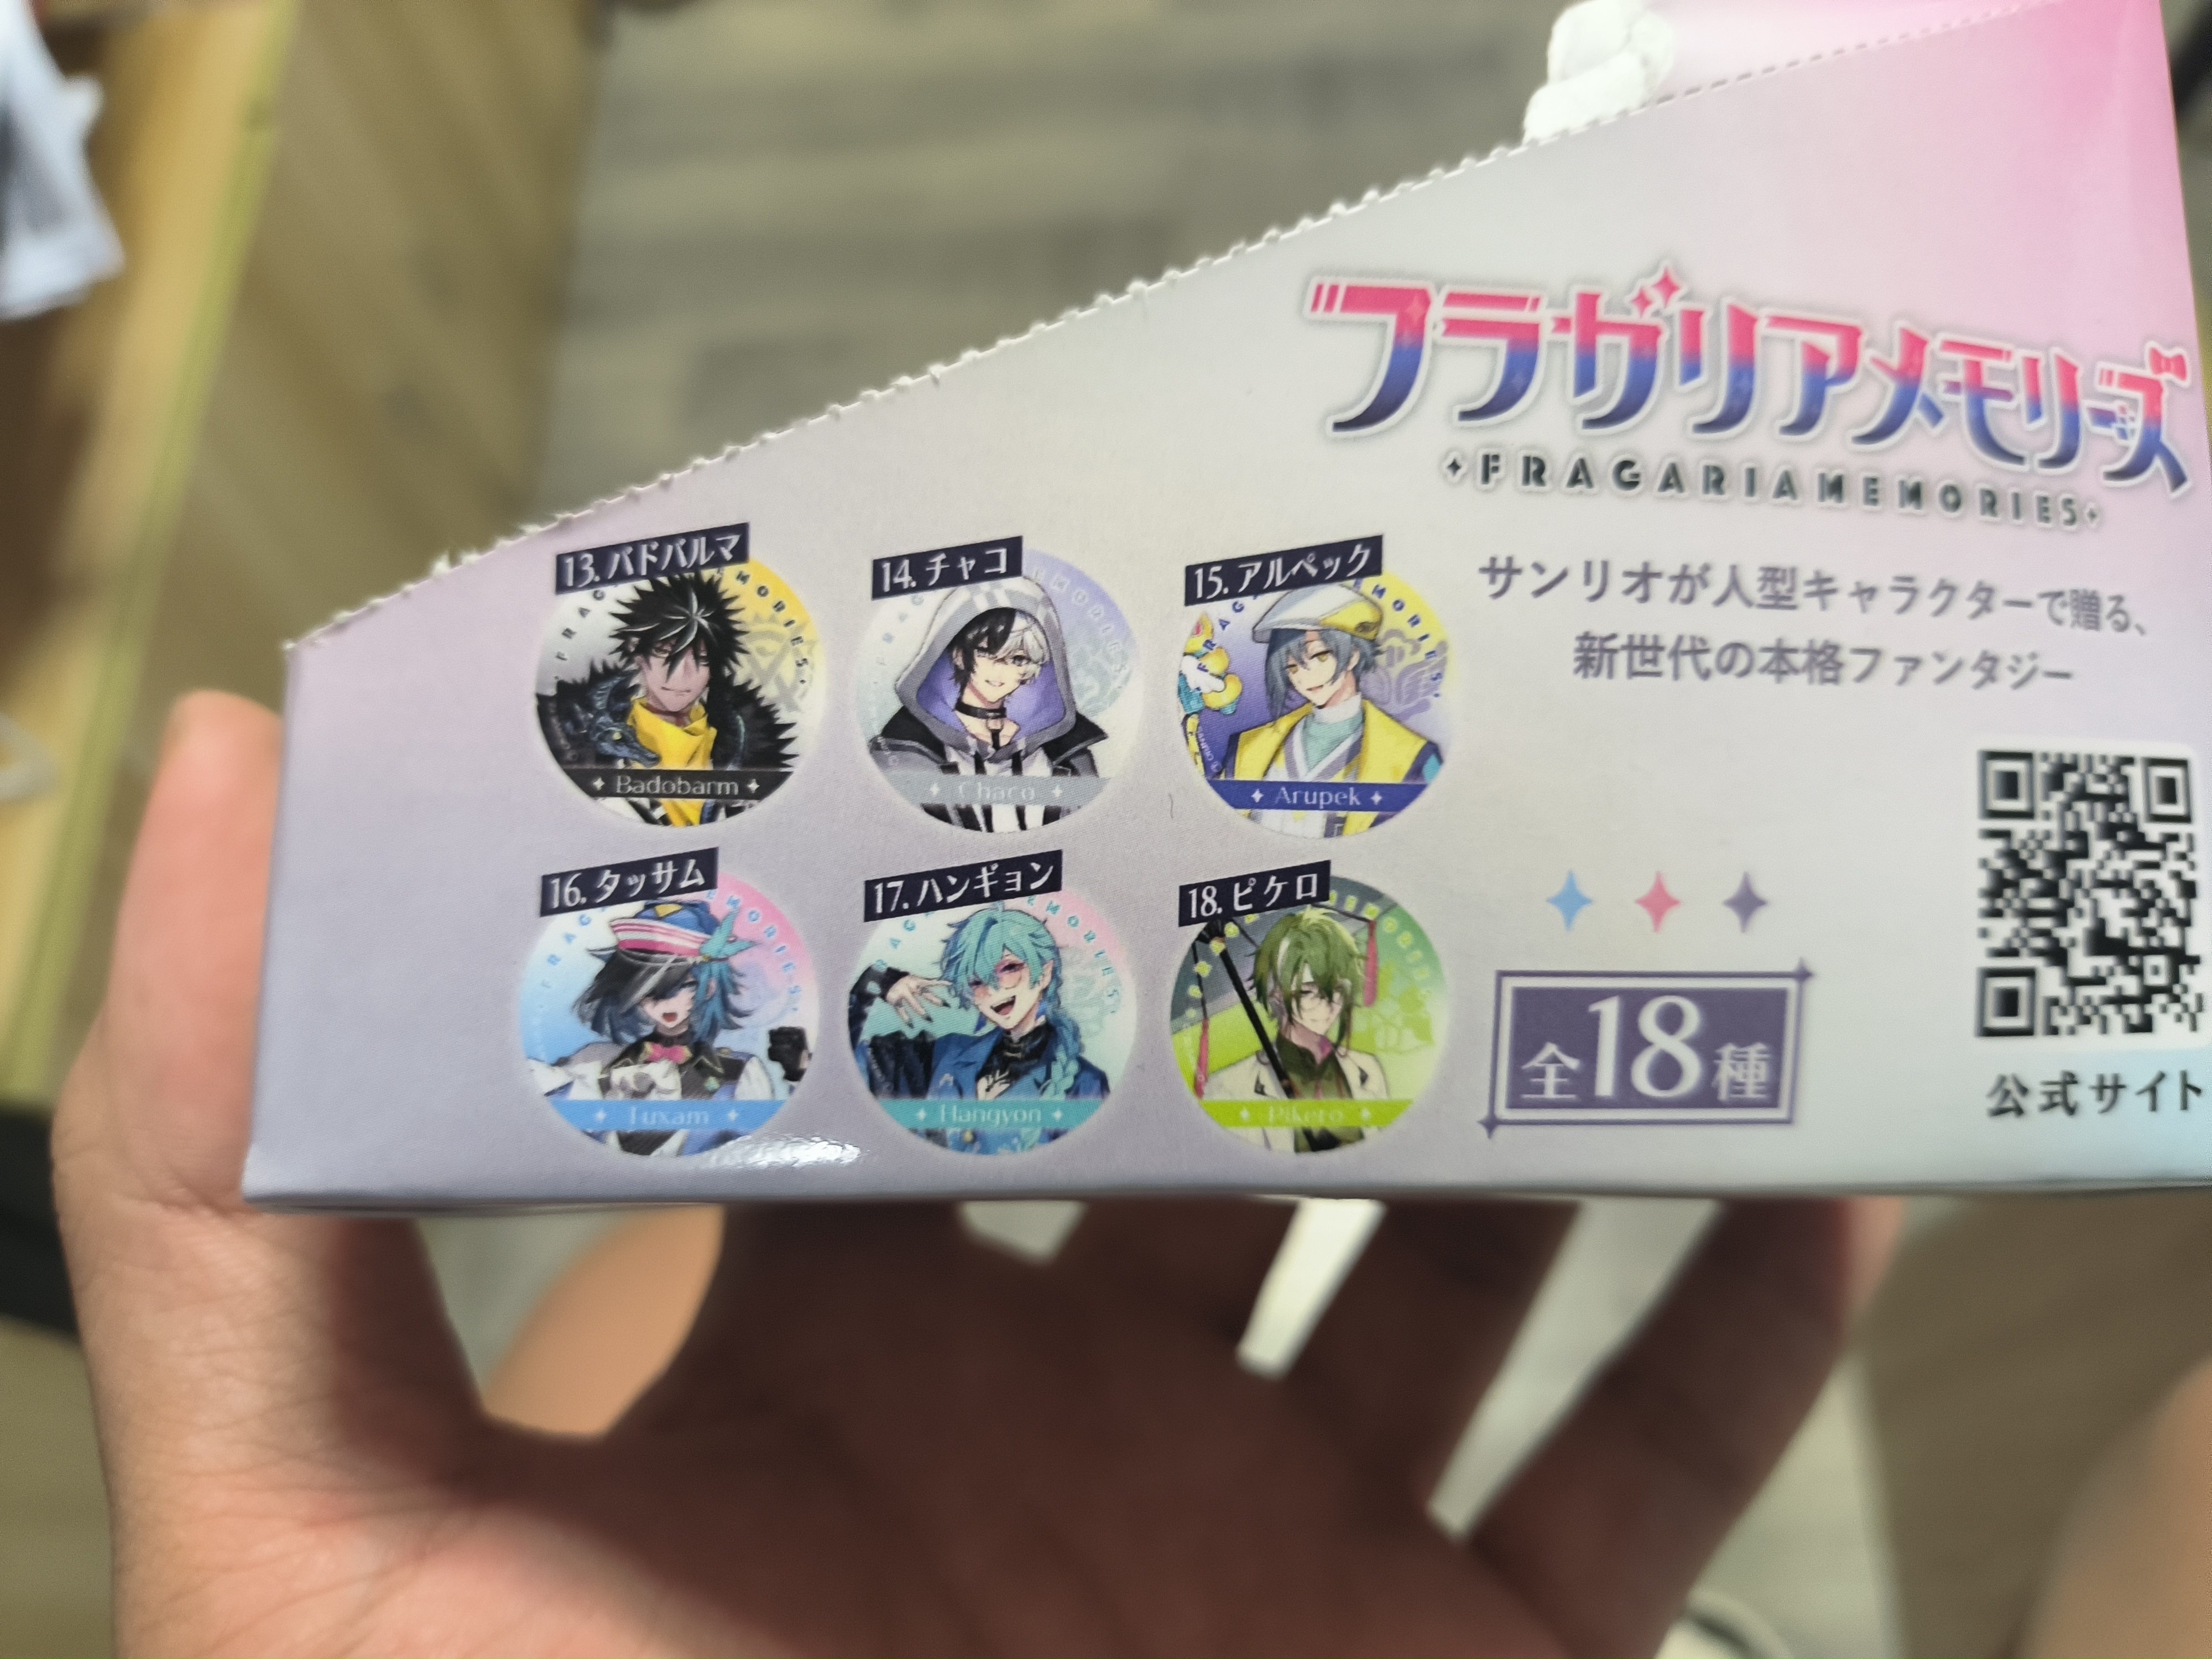 フラガリアメモリーズ
FRAGARIAMEMORIES
サンリオが人型キャラクターで贈る、
新世代の本格ファンタジー
13.バドバルマ
Badobarm
14.チャコ
Chaco
15.アルペック
Arupek
16.タッサム
Tuxam
17.ハンギョン
Hangyon
18.ピケロ
Pikero
全18種
公式サイト